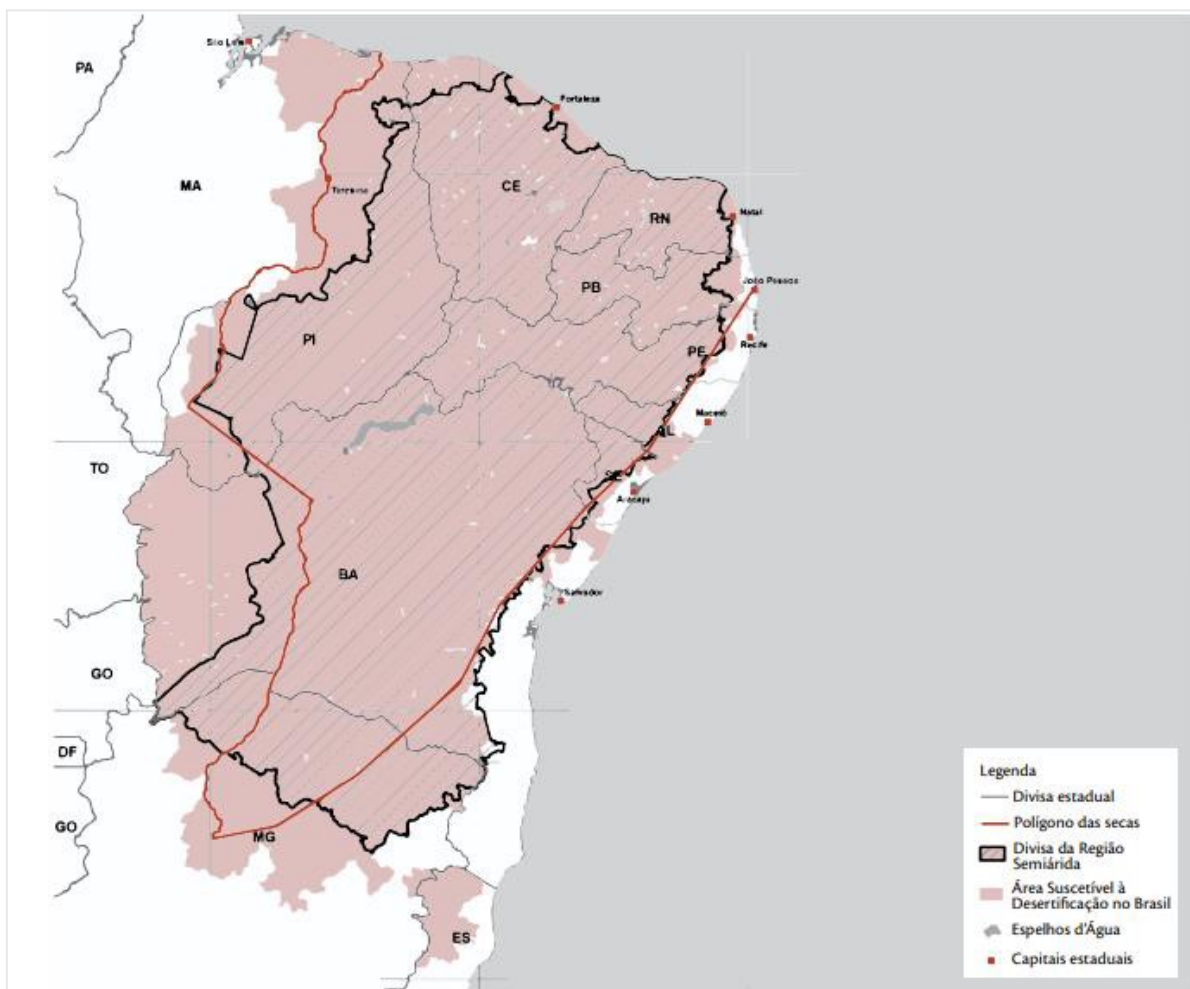 São Luís
PA
Fortaleza
MA
Teresina
CE
RN
Natal
João Pessoa
PB
PI
PE
Recife
Maceió
AL
TO
SE
Aracaju
BA
Salvador
GO
DF
GO
MG
ES
Legenda
Divisa estadual
Polígono das secas
Divisa da Região
Semiárida
Área Suscetível à
Desertificação no Brasil
Espelhos d'Água
Capitais estaduais